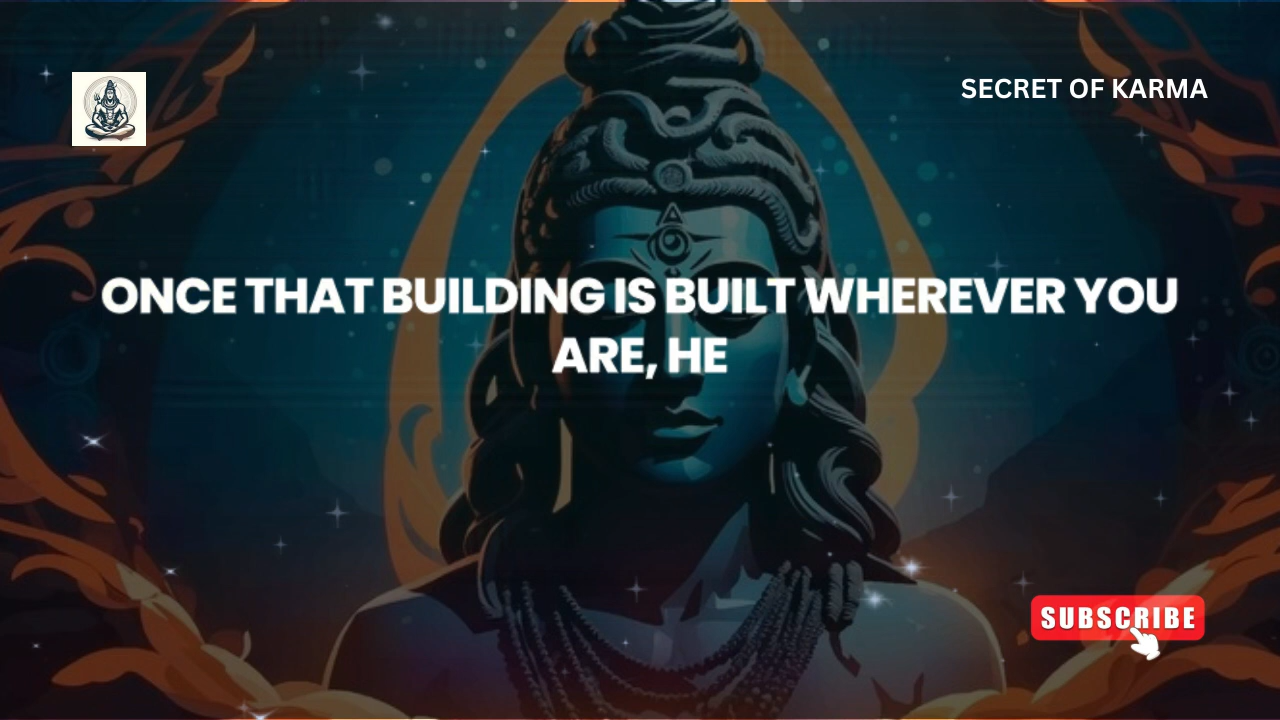 SECRET OF KARMA
ONCE THAT BUILDING IS BUILT WHEREVER YOU
ARE, HE
SUBSCRIBE